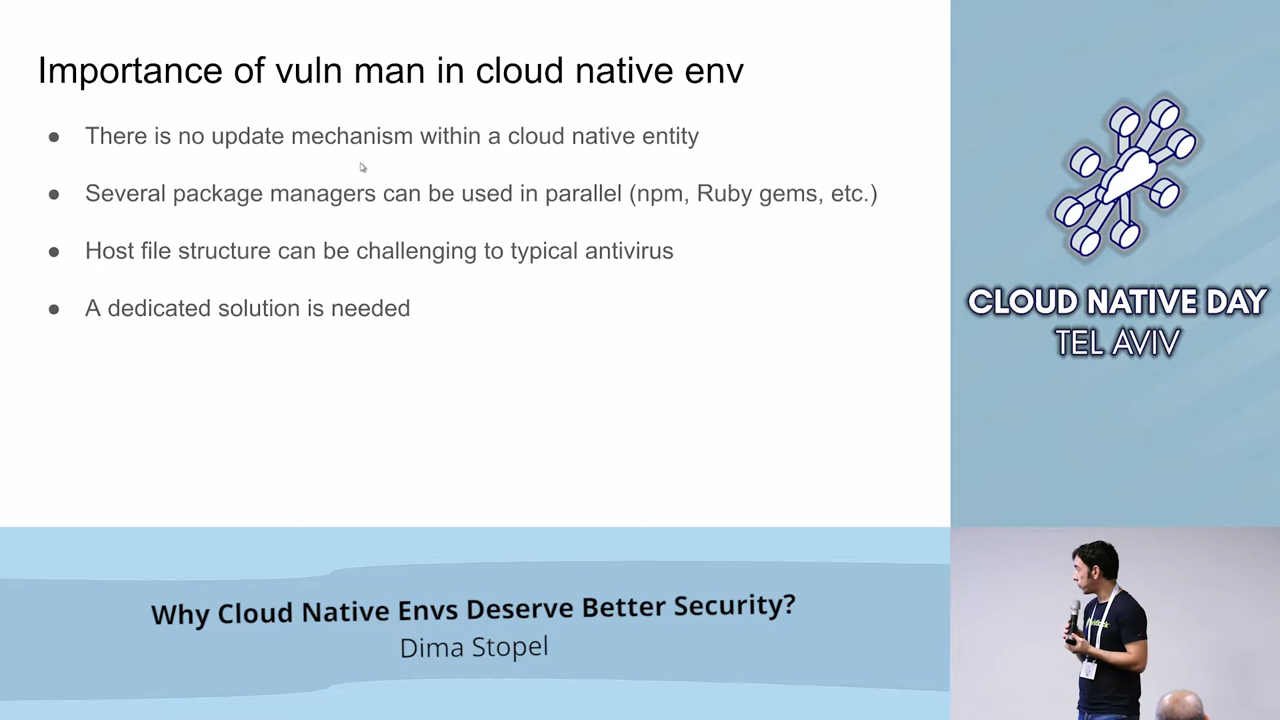 Importance of vuln man in cloud native env
● There is no update mechanism within a cloud native entity
● Several package managers can be used in parallel (npm, Ruby gems, etc.)
● Host file structure can be challenging to typical antivirus
● A dedicated solution is needed
CLOUD NATIVE DAY
TEL AVIV
Why Cloud Native Envs Deserve Better Security?
Dima Stopel